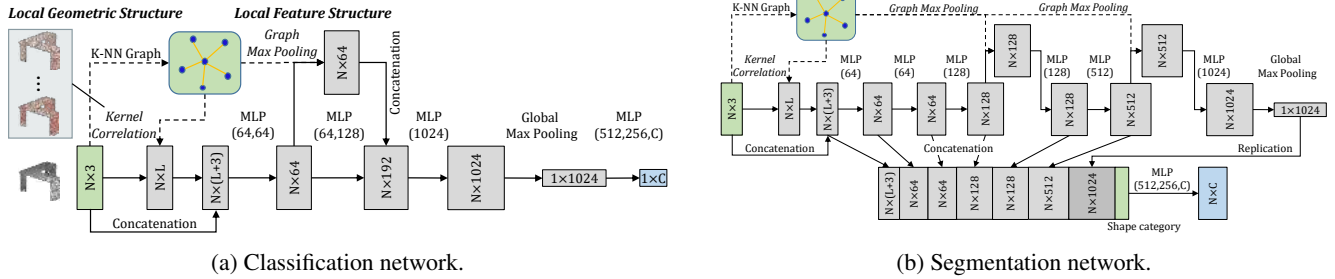 Local Geometric Structure
Local Feature Structure
K-NN Graph
Graph
Max Pooling
N×64
Concatenation
Kernel
Correlation
MLP
(64,64)
MLP
(64,128)
MLP
(1024)
Global
Max Pooling
MLP
(512,256,C)
N×3
N×L
N×(L+3)
N×64
N×192
N×1024
1×1024
1×C
Concatenation
(a) Classification network.
K-NN Graph
Graph Max Pooling
Graph Max Pooling
Kernel
Correlation
MLP
(64)
MLP
(64)
MLP
(128)
N×128
MLP
(128)
MLP
(512)
N×512
MLP
(1024)
Global
Max Pooling
N×3
N×L
N×(L+3)
N×64
N×64
N×128
N×128
N×512
N×1024
1×1024
Concatenation
Concatenation
Replication
N×(L+3)
N×64
N×64
N×128
N×128
N×512
N×1024
MLP
(512,256,C)
N×C
Shape category
(b) Segmentation network.